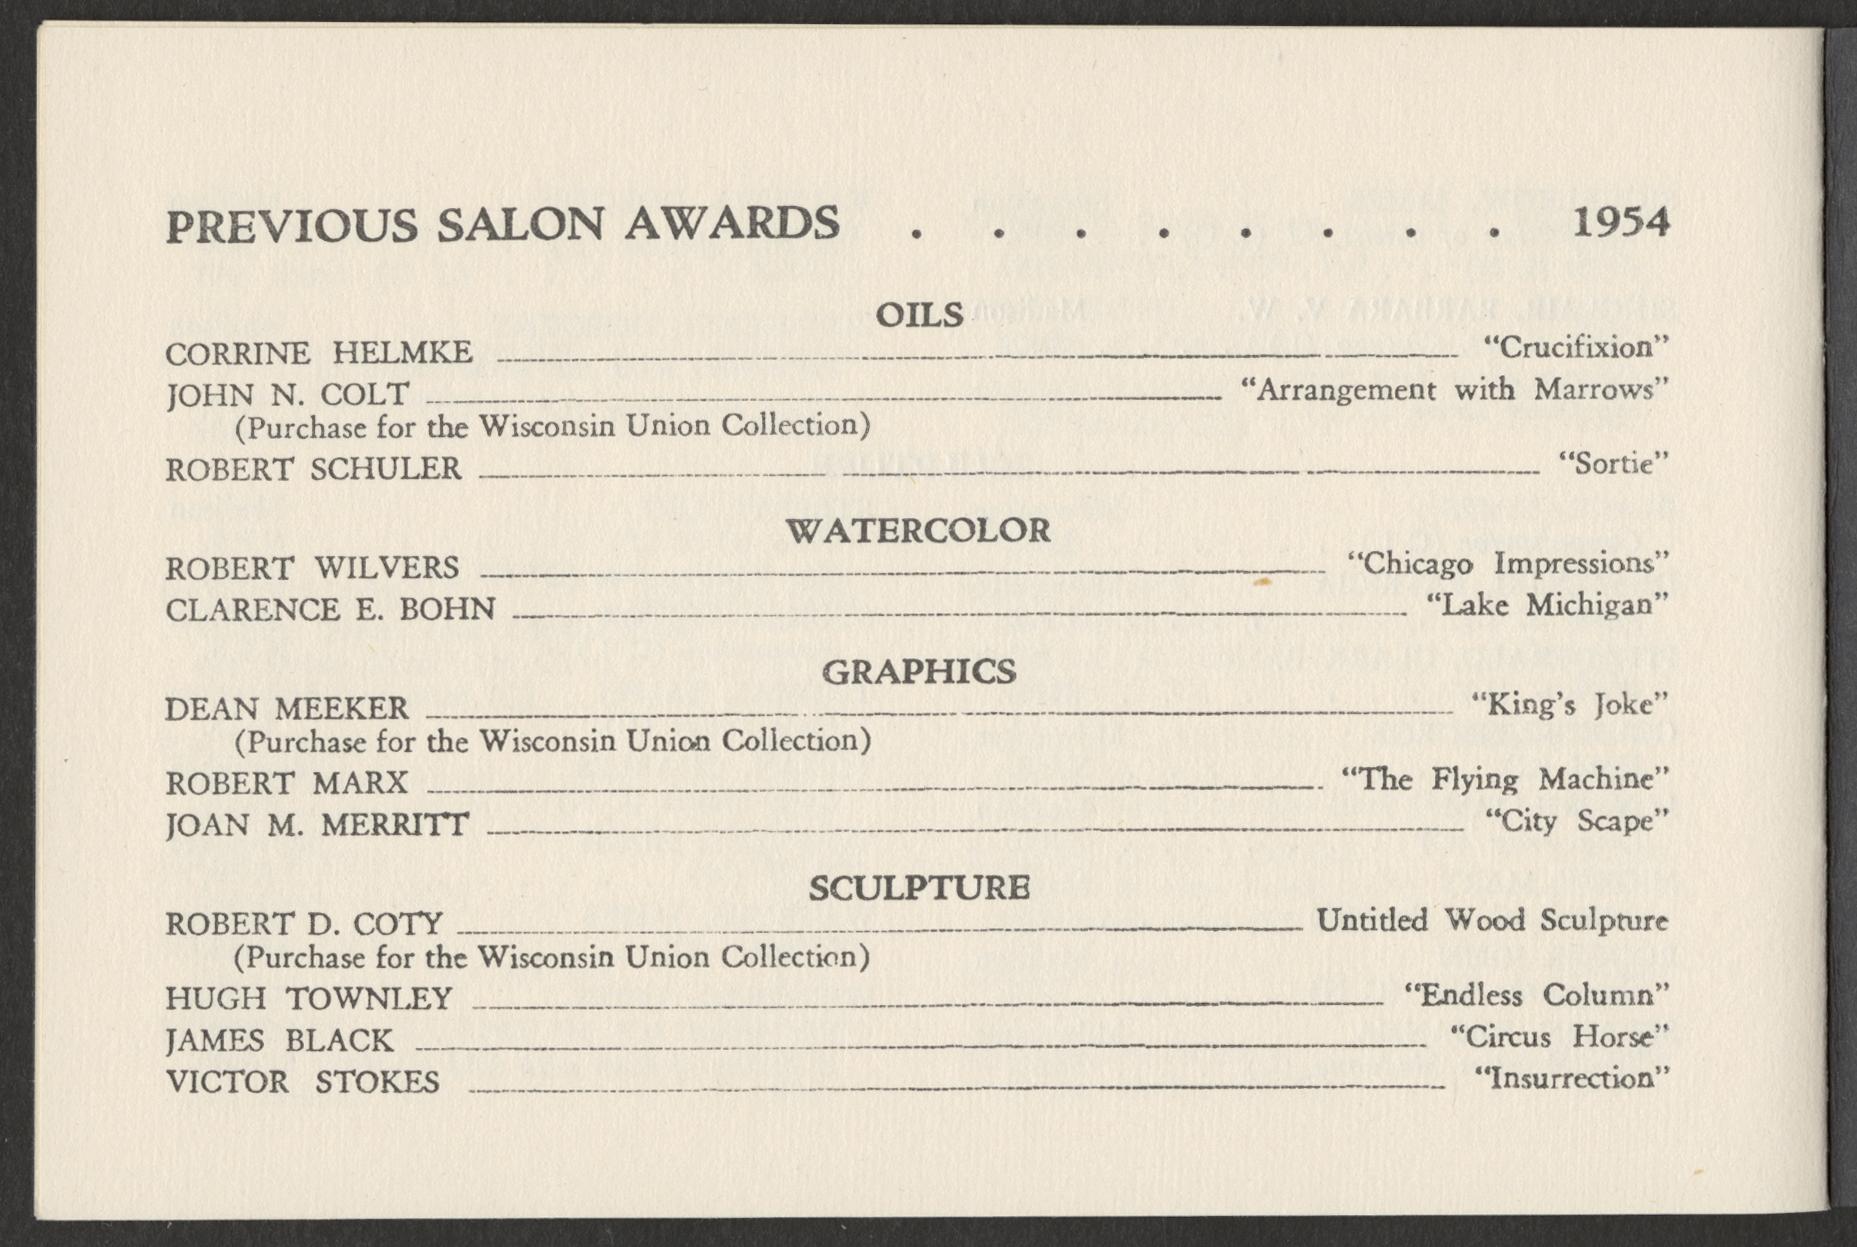 PREVIOUS SALON AWARDS . . . . . . . . 1954
OILS
CORRINE HELMKE "Crucifixion"
JOHN N. COLT "Arrangement with Marrows"
(Purchase for the Wisconsin Union Collection)
ROBERT SCHULER "Sortie"
WATERCOLOR
ROBERT WILVERS "Chicago Impressions"
CLARENCE E. BOHN "Lake Michigan"
GRAPHICS
DEAN MEEKER "King's Joke"
(Purchase for the Wisconsin Union Collection)
ROBERT MARX "The Flying Machine"
JOAN M. MERRITT "City Scape"
SCULPTURE
ROBERT D. COTY Untitled Wood Sculpture
(Purchase for the Wisconsin Union Collection)
HUGH TOWNLEY "Endless Column"
JAMES BLACK "Circus Horse"
VICTOR STOKES "Insurrection"